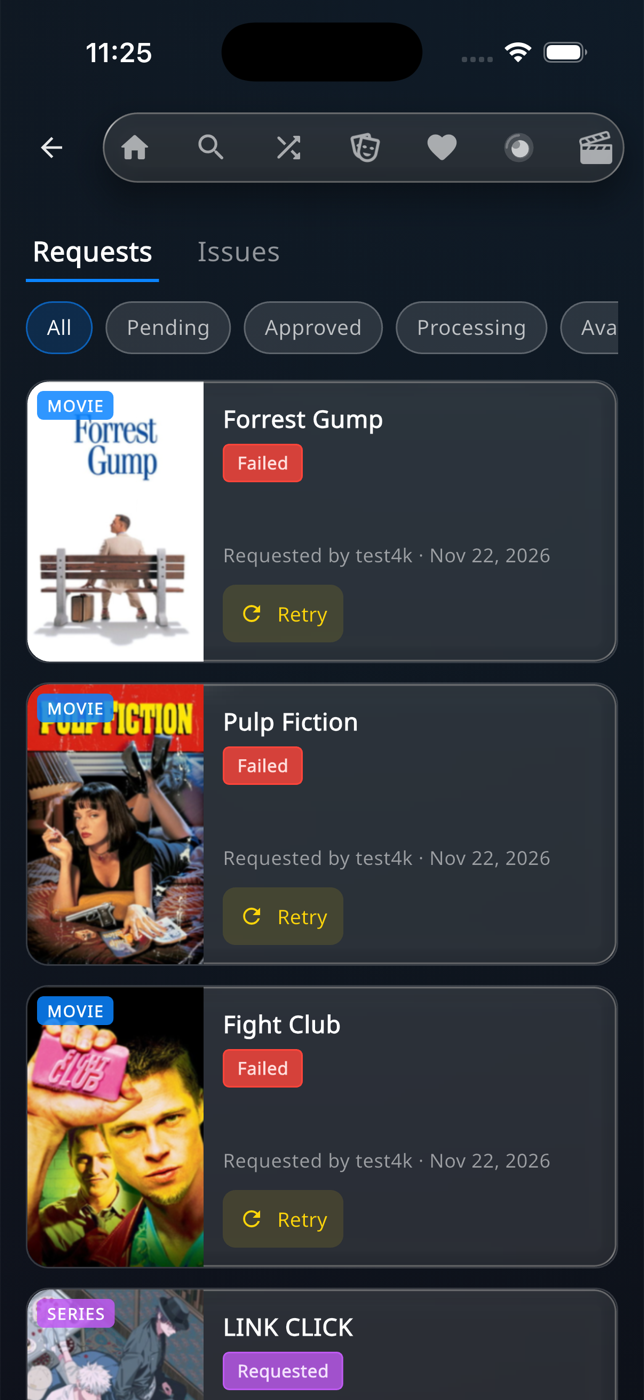 11:25
Requests
Issues
All
Pending
Approved
Processing
Ava
MOVIE
Forrest
Gump
Forrest Gump
Failed
Requested by test4k · Nov 22, 2026
Retry
MOVIE
PULP FICTION
Pulp Fiction
Failed
Requested by test4k · Nov 22, 2026
Retry
MOVIE
FIGHT
CLUB
Fight Club
Failed
Requested by test4k · Nov 22, 2026
Retry
SERIES
LINK CLICK
Requested